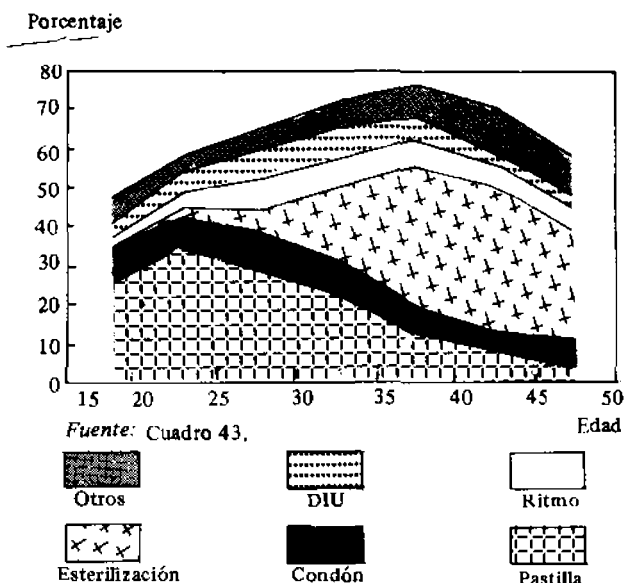 Porcentaje
80
70
60
50
40
30
20
10
0
15 20 25 30 35 40 45 50
Fuente: Cuadro 43.
Edad
Otros DIU Ritmo
Esterilización Condón Pastilla